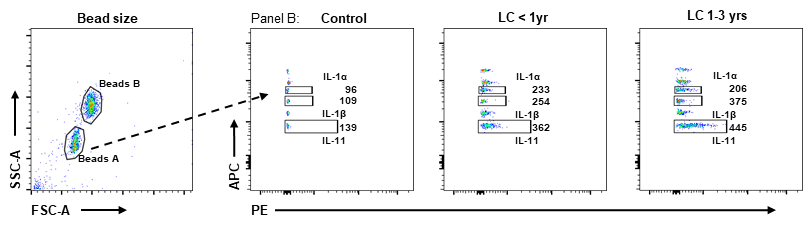 Bead size
Panel B:
Control
LC < 1yr
LC 1-3 yrs
Beads B
Beads A
SSC-A
FSC-A
APC
PE
IL-1α
96
109
IL-1β
139
IL-11
IL-1α
233
254
IL-1β
362
IL-11
IL-1α
206
375
IL-1β
445
IL-11